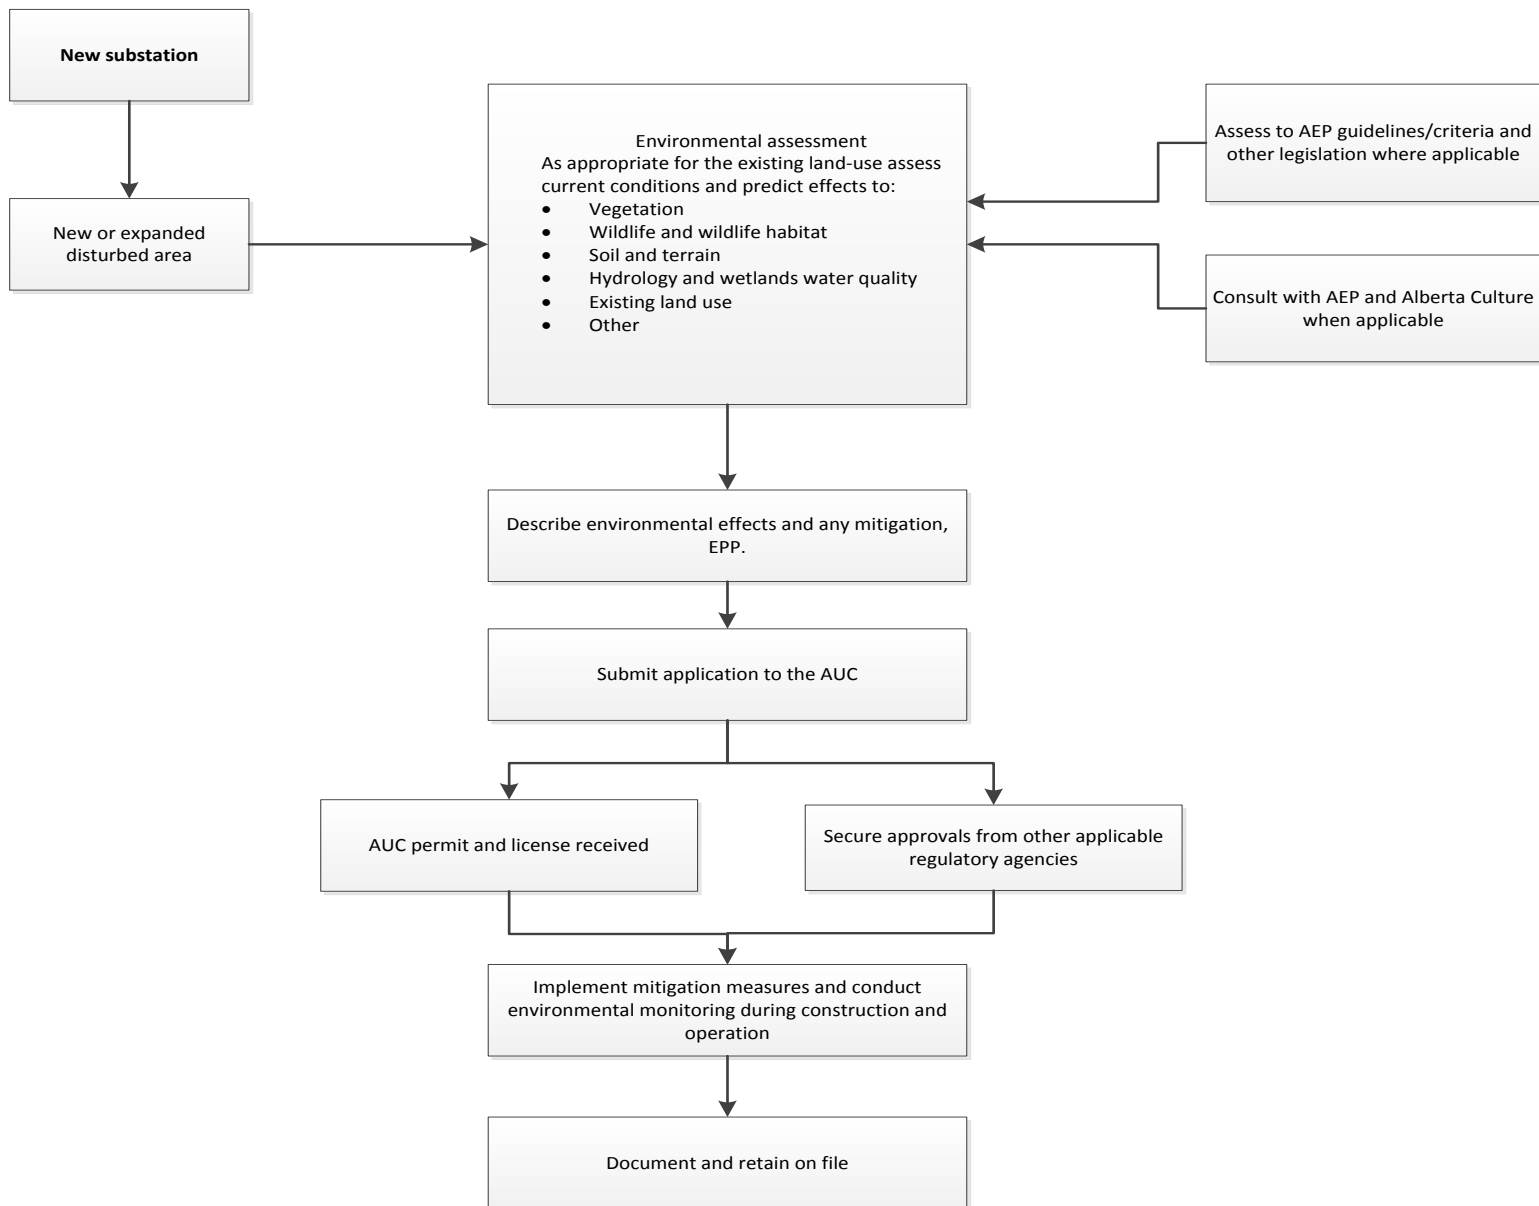 New substation
New or expanded
disturbed area
Environmental assessment
As appropriate for the existing land-use assess
current conditions and predict effects to:
• Vegetation
• Wildlife and wildlife habitat
• Soil and terrain
• Hydrology and wetlands water quality
• Existing land use
• Other
Assess to AEP guidelines/criteria and
other legislation where applicable
Consult with AEP and Alberta Culture
when applicable
Describe environmental effects and any mitigation,
EPP.
Submit application to the AUC
AUC permit and license received
Secure approvals from other applicable
regulatory agencies
Implement mitigation measures and conduct
environmental monitoring during construction and
operation
Document and retain on file